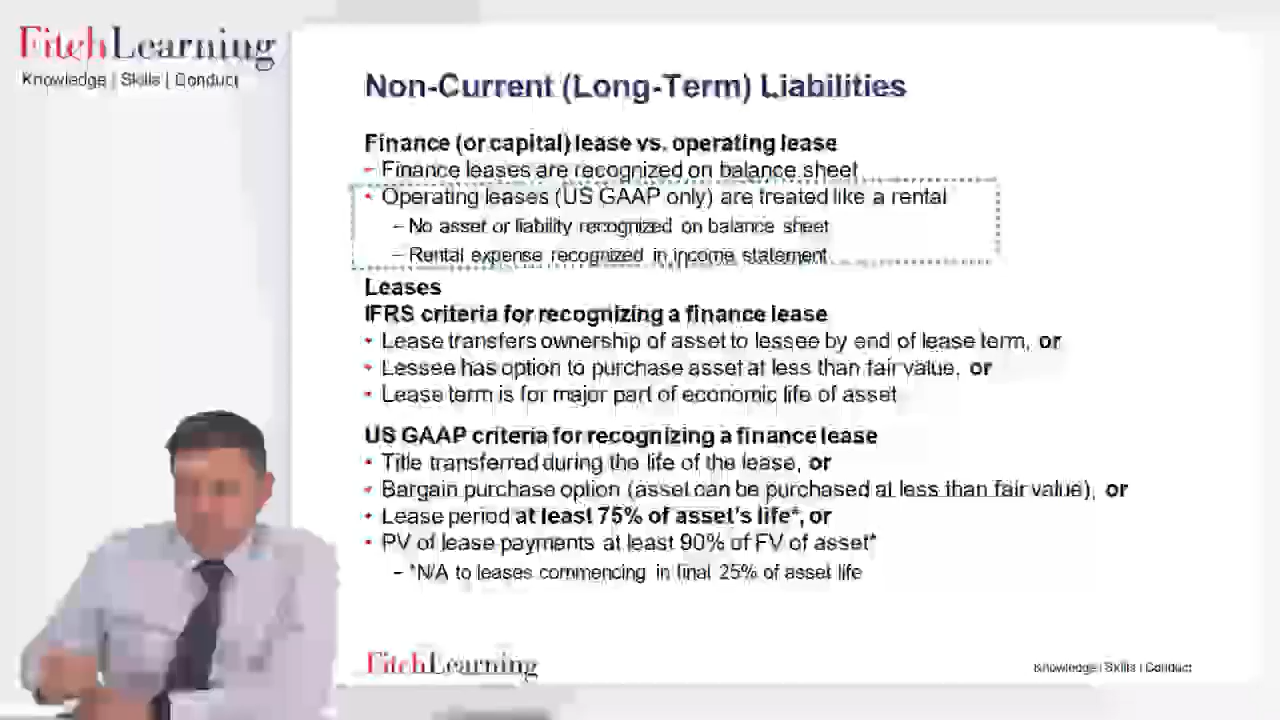 FitchLearning
Knowledge | Skills | Conduct
Non-Current (Long-Term) Liabilities
Finance (or capital) lease vs. operating lease
- Finance leases are recognized on balance sheet
• Operating leases (US GAAP only) are treated like a rental
– No asset or liability recognized on balance sheet
– Rental expense recognized in income statement
Leases
IFRS criteria for recognizing a finance lease
• Lease transfers ownership of asset to lessee by end of lease term, or
• Lessee has option to purchase asset at less than fair value, or
• Lease term is for major part of economic life of asset
US GAAP criteria for recognizing a finance lease
• Title transferred during the life of the lease, or
• Bargain purchase option (asset can be purchased at less than fair value), or
• Lease period at least 75% of asset's life*, or
• PV of lease payments at least 90% of FV of asset*
– *N/A to leases commencing in final 25% of asset life
FitchLearning
Knowledge | Skills | Conduct